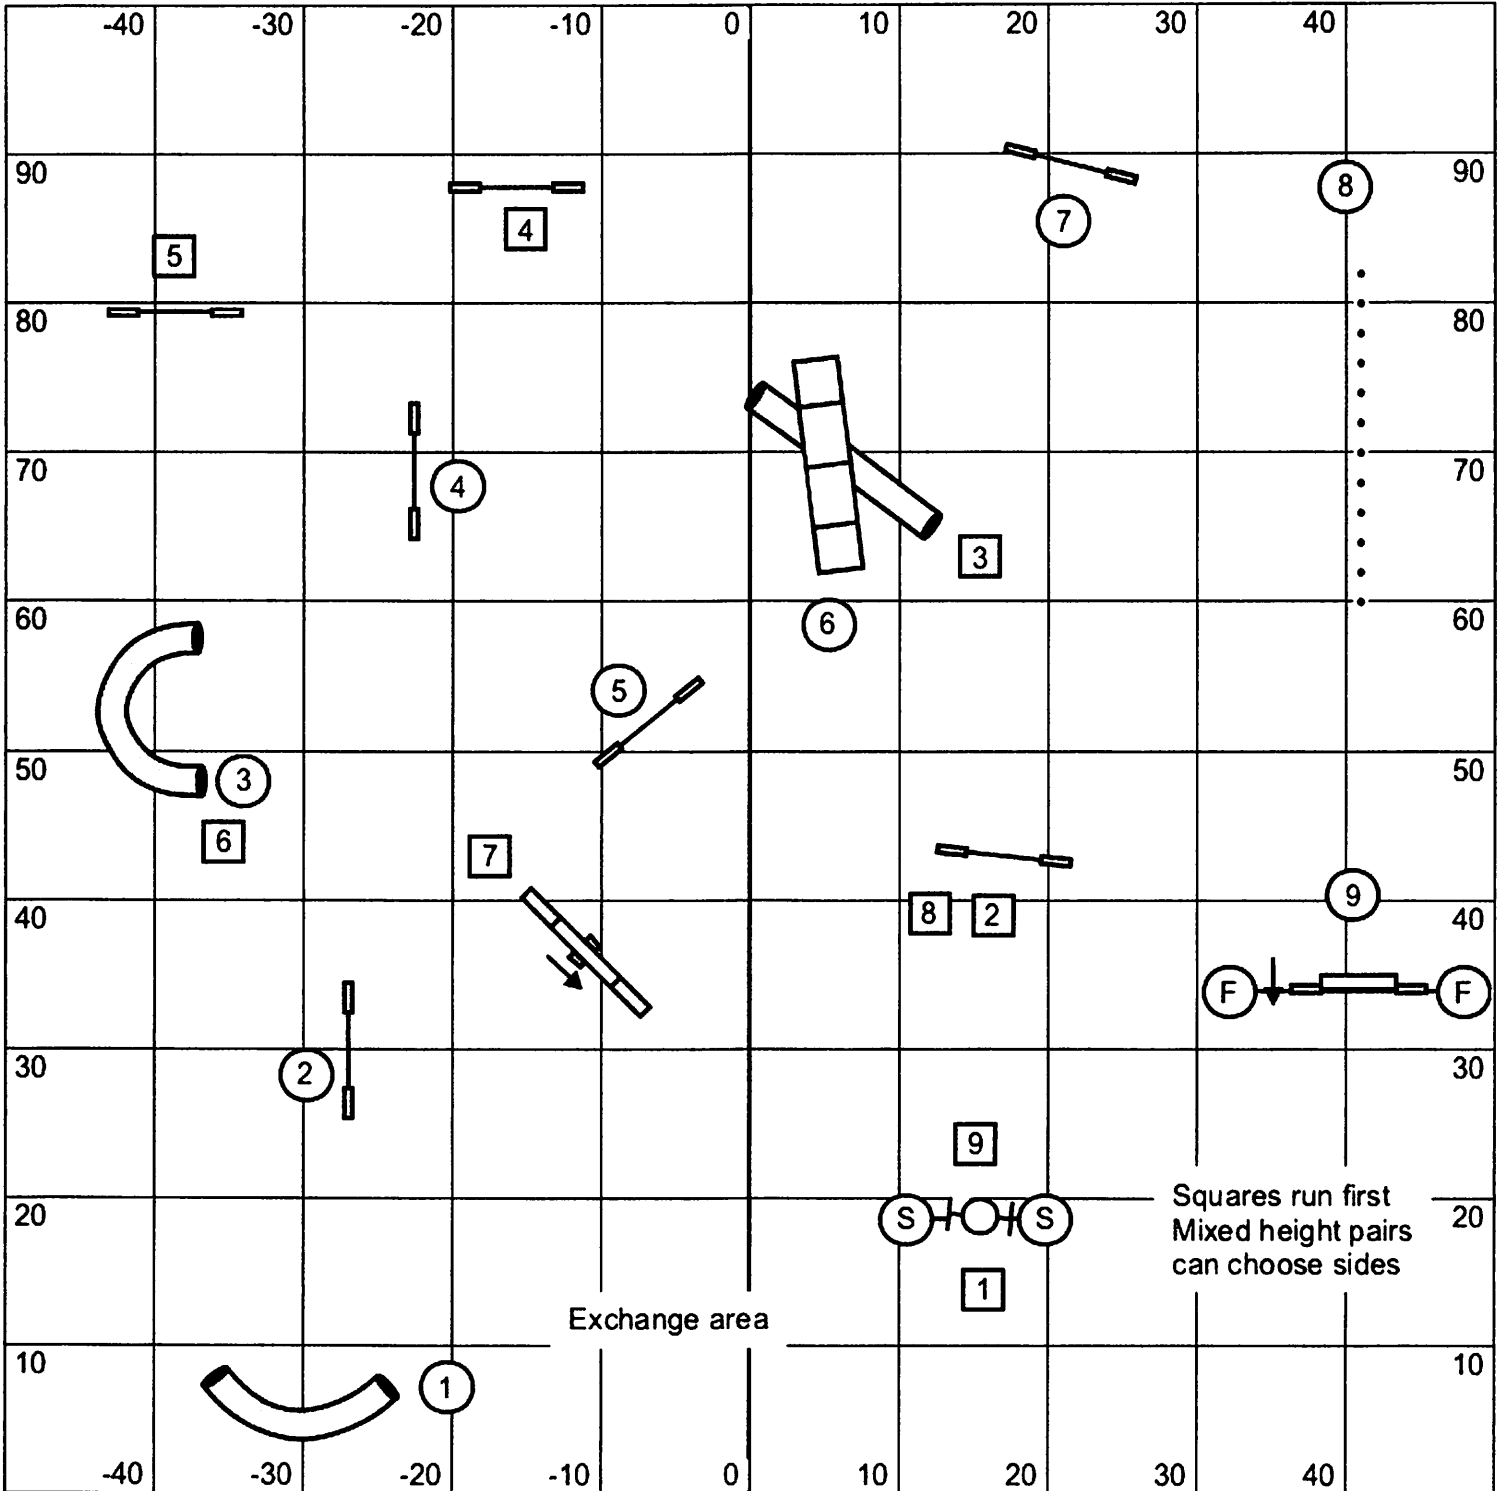 -40 -30 -20 -10 0 10 20 30 40
90 90
8
7
4
5
80 80
70 70
4
3
60 60
6
5
50 50
3
6
7
40 8 2 9 40
F F
30 30
2
9
20 S S 20
Squares run first
Mixed height pairs
can choose sides
1
Exchange area
10 10
1
-40 -30 -20 -10 0 10 20 30 40